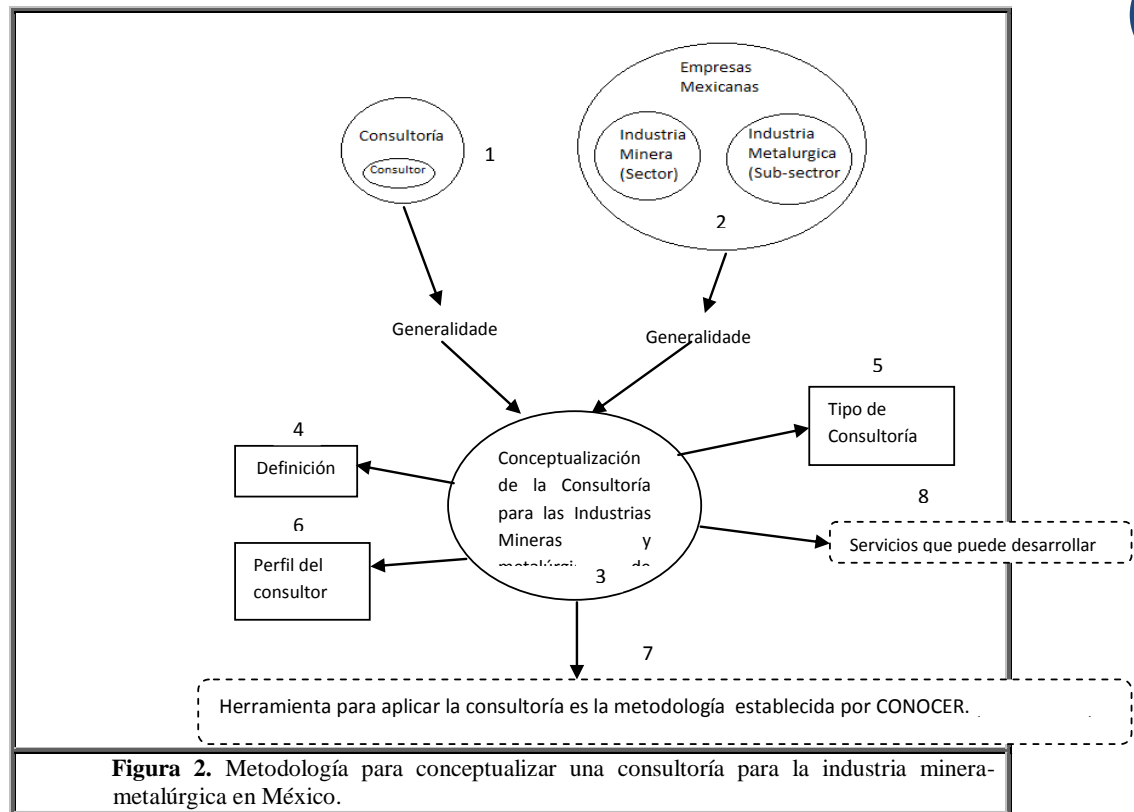 Empresas
Mexicanas
Consultoría
Consultor
1
Industria
Minera
(Sector)
Industria
Metalurgica
(Sub-sectror
2
Generalidade
Generalidade
5
Tipo de
Consultoría
4
Definición
Conceptualización
de la Consultoría
para las Industrias
Mineras y
de
3
8
Servicios que puede desarrollar
6
Perfil del
consultor
7
Herramienta para aplicar la consultoría es la metodología establecida por CONOCER.
Figura 2. Metodología para conceptualizar una consultoría para la industria minera-
metalúrgica en México.